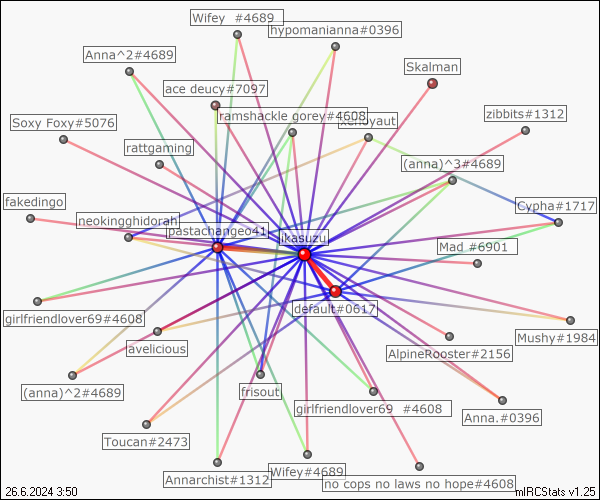 Wifey #4689
hypomanianna#0396
Anna^2#4689
Skalman
ace deucy#7097
ramshackle gorey#4608
zibbits#1312
Soxy Foxy#5076
rattgaming
(anna)^3#4689
fakedingo
Cypha#1717
neokingghidorah
pastachangeo41
ikasuzu
Mad #6901
default#0617
girlfriendlover69#4608
Mushy#1984
avelicious
AlpineRooster#2156
(anna)^2#4689
frisout
girlfriendlover69 #4608
Anna.#0396
Toucan#2473
Annarchist#1312
Wifey#4689
no cops no laws no hope#4608
26.6.2024 3:50
mIRCStats v1.25